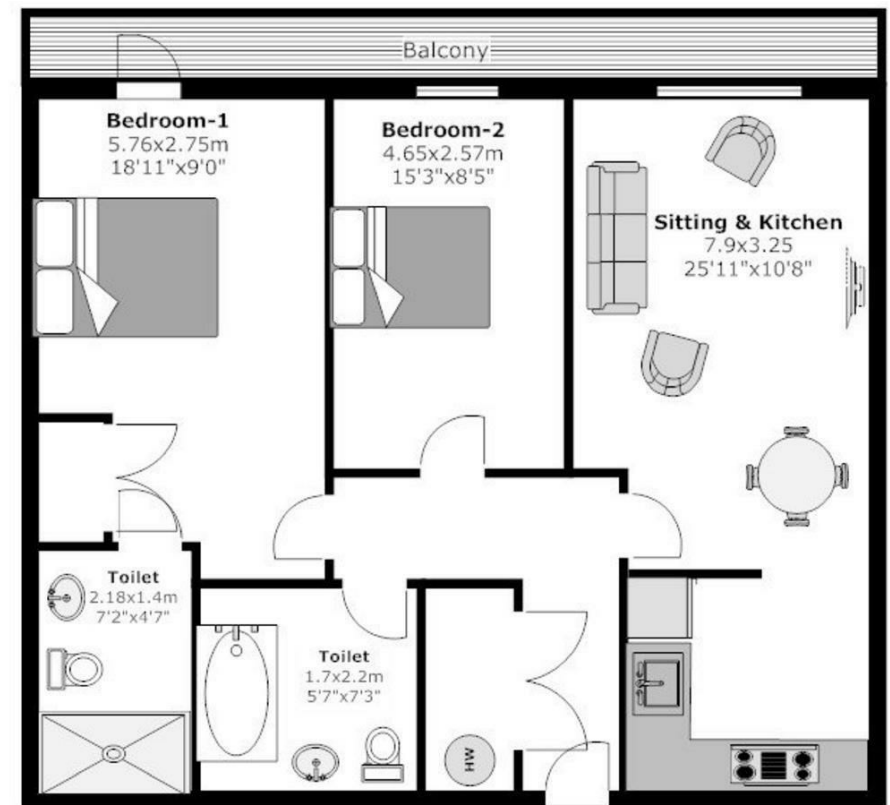 Balcony
Bedroom-1
5.76x2.75m
18'11"x9'0"
Bedroom-2
4.65x2.57m
15'3"x8'5"
Sitting & Kitchen
7.9x3.25
25'11"x10'8"
Toilet
2.18x1.4m
7'2"x4'7"
Toilet
1.7x2.2m
5'7"x7'3"
HW